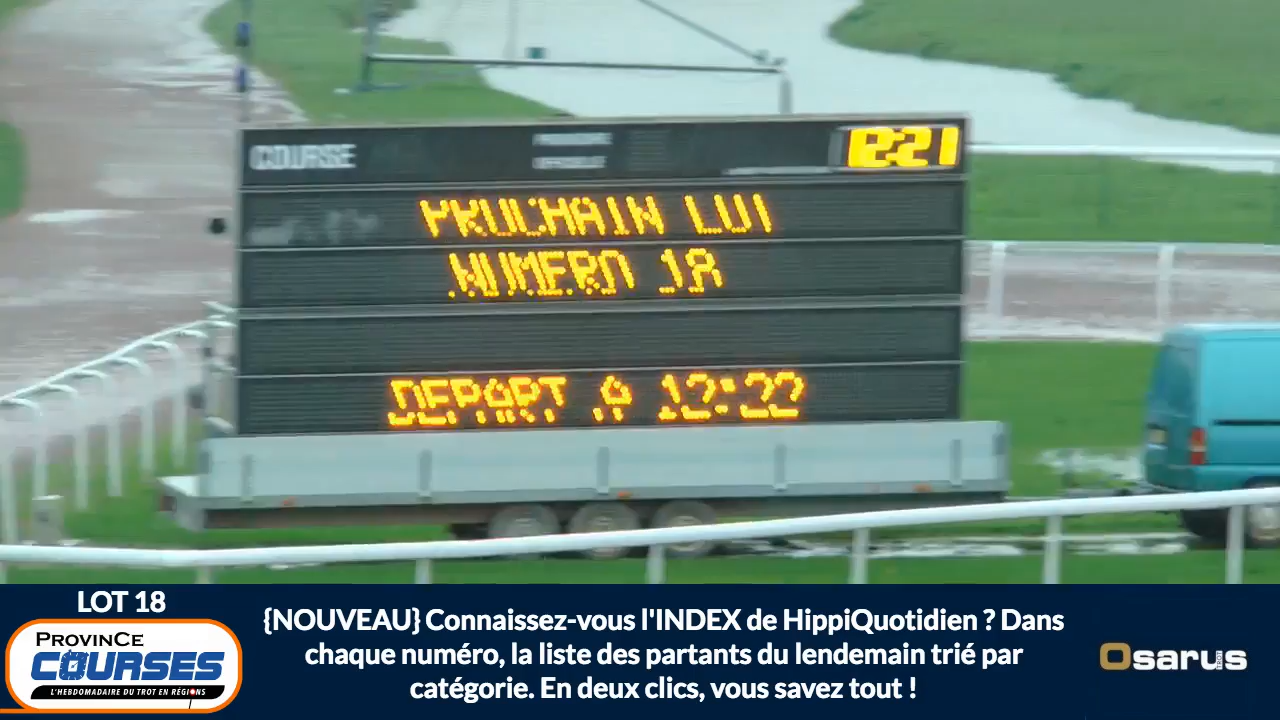 COURSE
12:21
PROCHAIN LOT
NUMERO 18
DEPART A 12:22
LOT 18
PROVINCE
COURSES
L'HEBDOMADAIRE DU TROT EN RÉGIONS
{NOUVEAU} Connaissez-vous l'INDEX de HippiQuotidien ? Dans
chaque numéro, la liste des partants du lendemain trié par
catégorie. En deux clics, vous savez tout !
Osarus